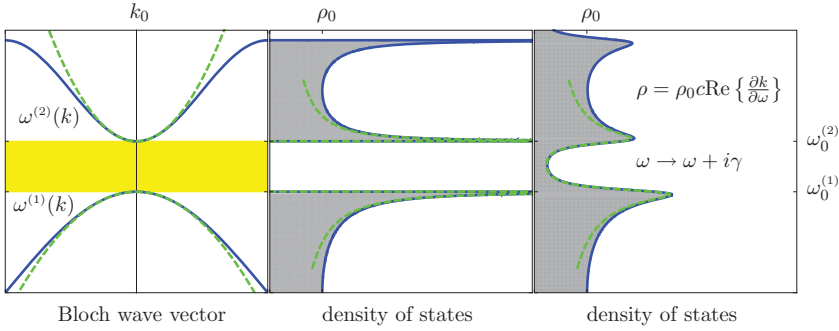 k₀ ρ₀ ρ₀
ω⁽²⁾(k)
ρ = ρ₀cRe {∂k/∂ω}
ω₀⁽²⁾
ω → ω + iγ
ω₀⁽¹⁾
ω⁽¹⁾(k)
Bloch wave vector density of states density of states